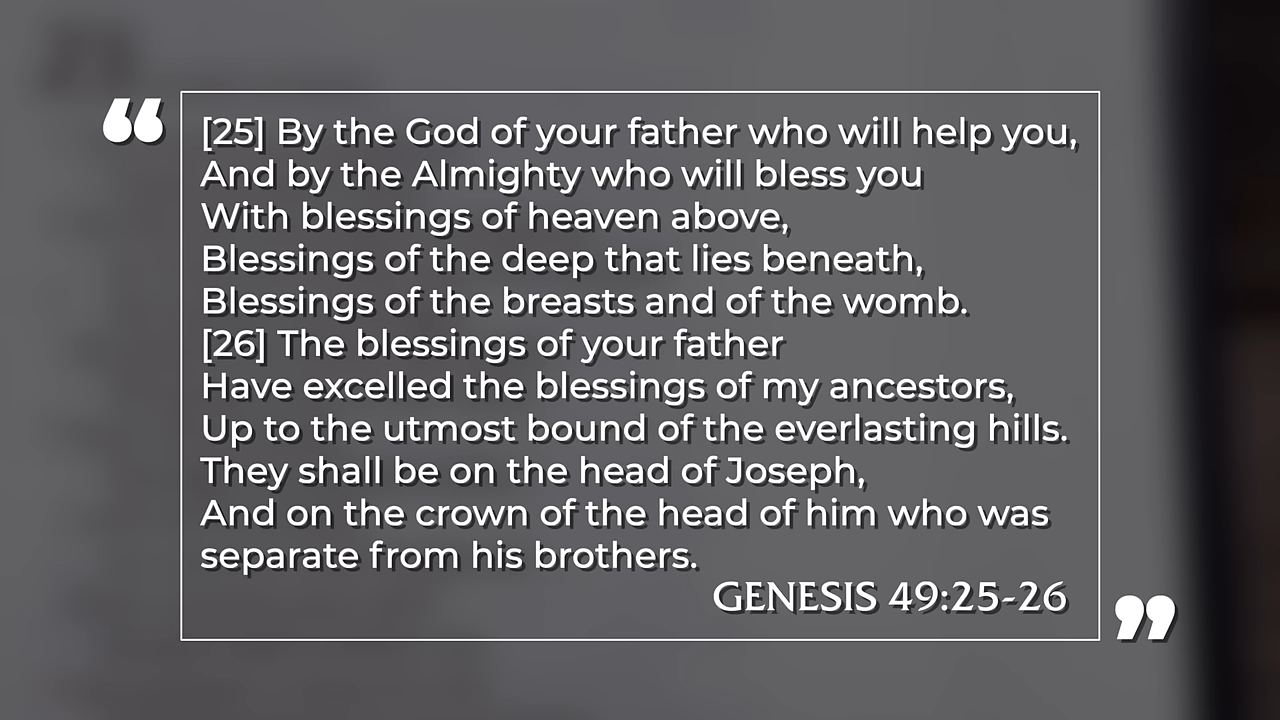 “
[25] By the God of your father who will help you,
And by the Almighty who will bless you
With blessings of heaven above,
Blessings of the deep that lies beneath,
Blessings of the breasts and of the womb.
[26] The blessings of your father
Have excelled the blessings of my ancestors,
Up to the utmost bound of the everlasting hills.
They shall be on the head of Joseph,
And on the crown of the head of him who was
separate from his brothers.
GENESIS 49:25-26
”